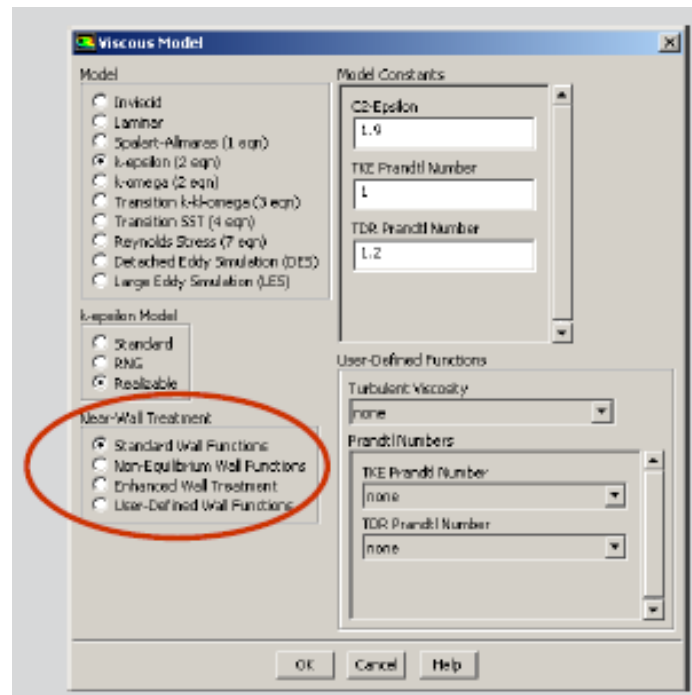 Viscous Model
Model
Inviscid
Laminar
Spalart-Allmaras (1 eqn)
k-epsilon (2 eqn)
k-omega (2 eqn)
Transition k-kl-omega (3 eqn)
Transition SST (4 eqn)
Reynolds Stress (7 eqn)
Detached Eddy Simulation (DES)
Large Eddy Simulation (LES)
k-epsilon Model
Standard
RNG
Realizable
Near-Wall Treatment
Standard Wall Functions
Non-Equilibrium Wall Functions
Enhanced Wall Treatment
User-Defined Wall Functions
Model Constants
C2-Epsilon
1.9
TKE Prandtl Number
1
TDR Prandtl Number
1.2
User-Defined Functions
Turbulent Viscosity
none
Prandtl Numbers
TKE Prandtl Number
none
TDR Prandtl Number
none
OK Cancel Help